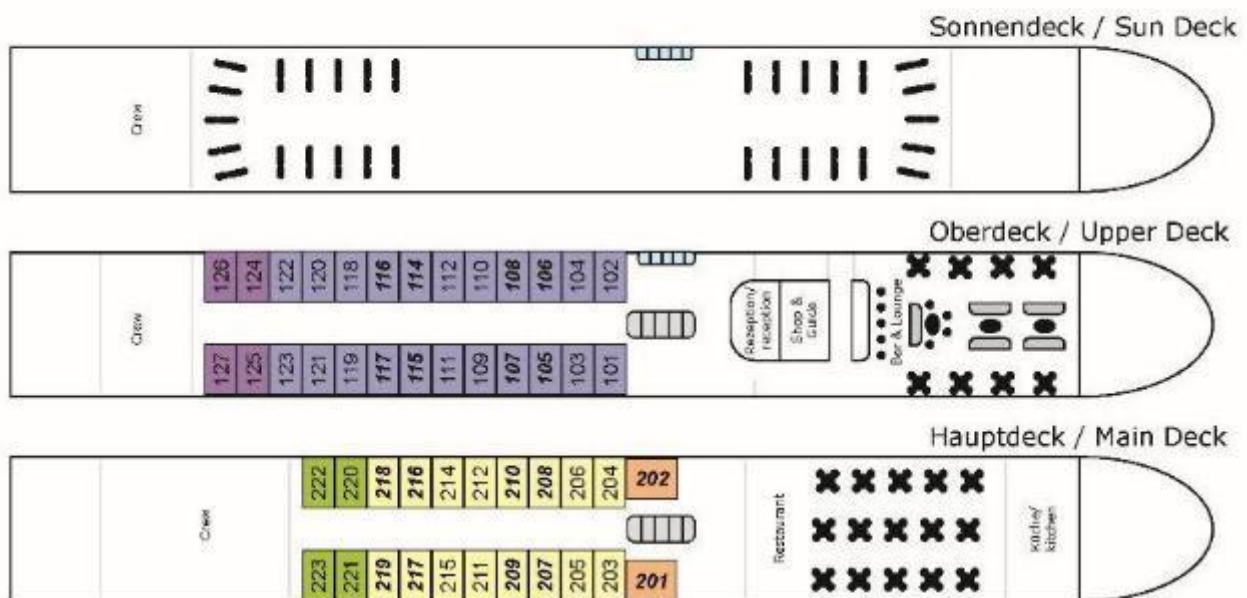 Sonnendeck / Sun Deck
Crew
Oberdeck / Upper Deck
126 124 122 120 118 116 114 112 110 108 106 104 102
Crew
Rezeption/
reception
Shop &
Guide
Bar & Lounge
127 125 123 121 119 117 115 111 109 107 105 103 101
Hauptdeck / Main Deck
222 220 218 216 214 212 210 208 206 204 202
Crew
Restaurant
Küche/
kitchen
223 221 219 217 215 211 209 207 205 203 201